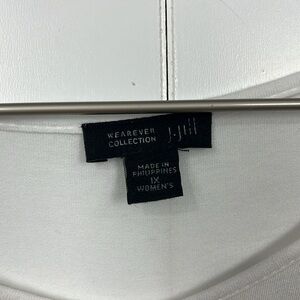 WEAREVER
COLLECTION
J.Jill
MADE IN
PHILIPPINES
1X
WOMEN'S